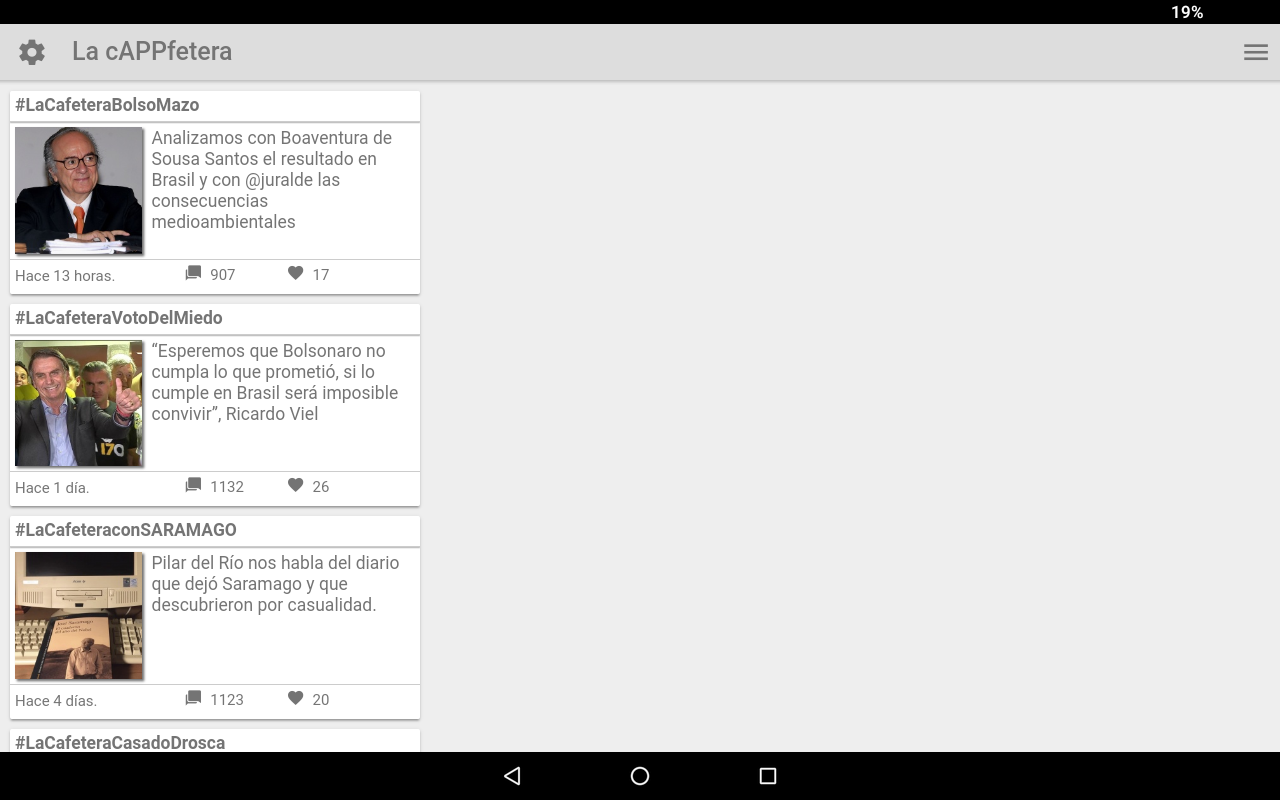 19%
La cAPPfetera
#LaCafeteraBolsoMazo
Analizamos con Boaventura de
Sousa Santos el resultado en
Brasil y con @juralde las
consecuencias
medioambientales
Hace 13 horas.
907
17
#LaCafeteraVotoDelMiedo
“Esperemos que Bolsonaro no
cumpla lo que prometió, si lo
cumple en Brasil será imposible
convivir”, Ricardo Viel
17
Hace 1 día.
1132
26
#LaCafeteraconSARAMAGO
Pilar del Río nos habla del diario
que dejó Saramago y que
descubrieron por casualidad.
José Saramago
Hace 4 días.
1123
20
#LaCafeteraCasadoDrosca